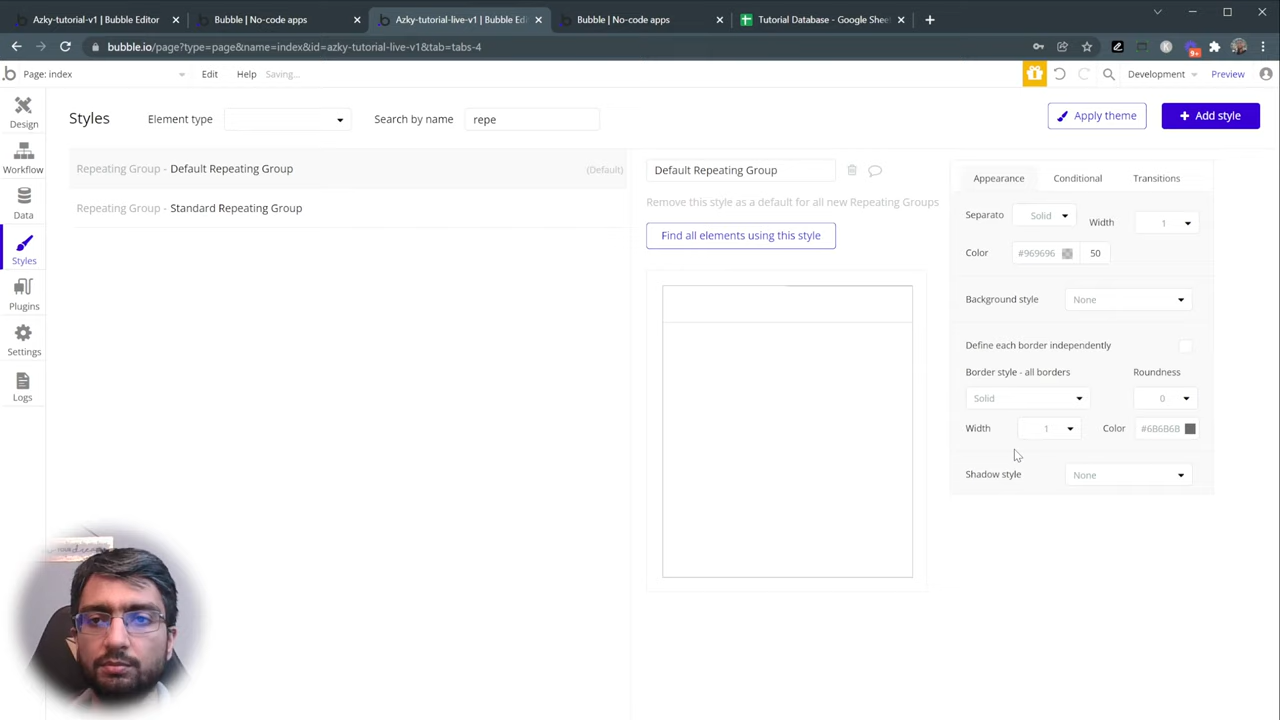 Azky-tutorial-v1 | Bubble Editor
Bubble | No-code apps
Azky-tutorial-live-v1 | Bubble Edi
Bubble | No-code apps
Tutorial Database - Google Shee
bubble.io/page?type=page&name=index&id=azky-tutorial-live-v1&tab=tabs-4
9+
Page: index
Edit
Help
Saving...
Development
Preview
Design
Workflow
Data
Styles
Plugins
Settings
Logs
Styles
Element type
Search by name
repe
Apply theme
+ Add style
Repeating Group - Default Repeating Group
(Default)
Repeating Group - Standard Repeating Group
Default Repeating Group
Remove this style as a default for all new Repeating Groups
Find all elements using this style
Appearance
Conditional
Transitions
Separato
Solid
Width
1
Color
#969696
50
Background style
None
Define each border independently
Border style - all borders
Roundness
Solid
0
Width
1
Color
#6B6B6B
Shadow style
None